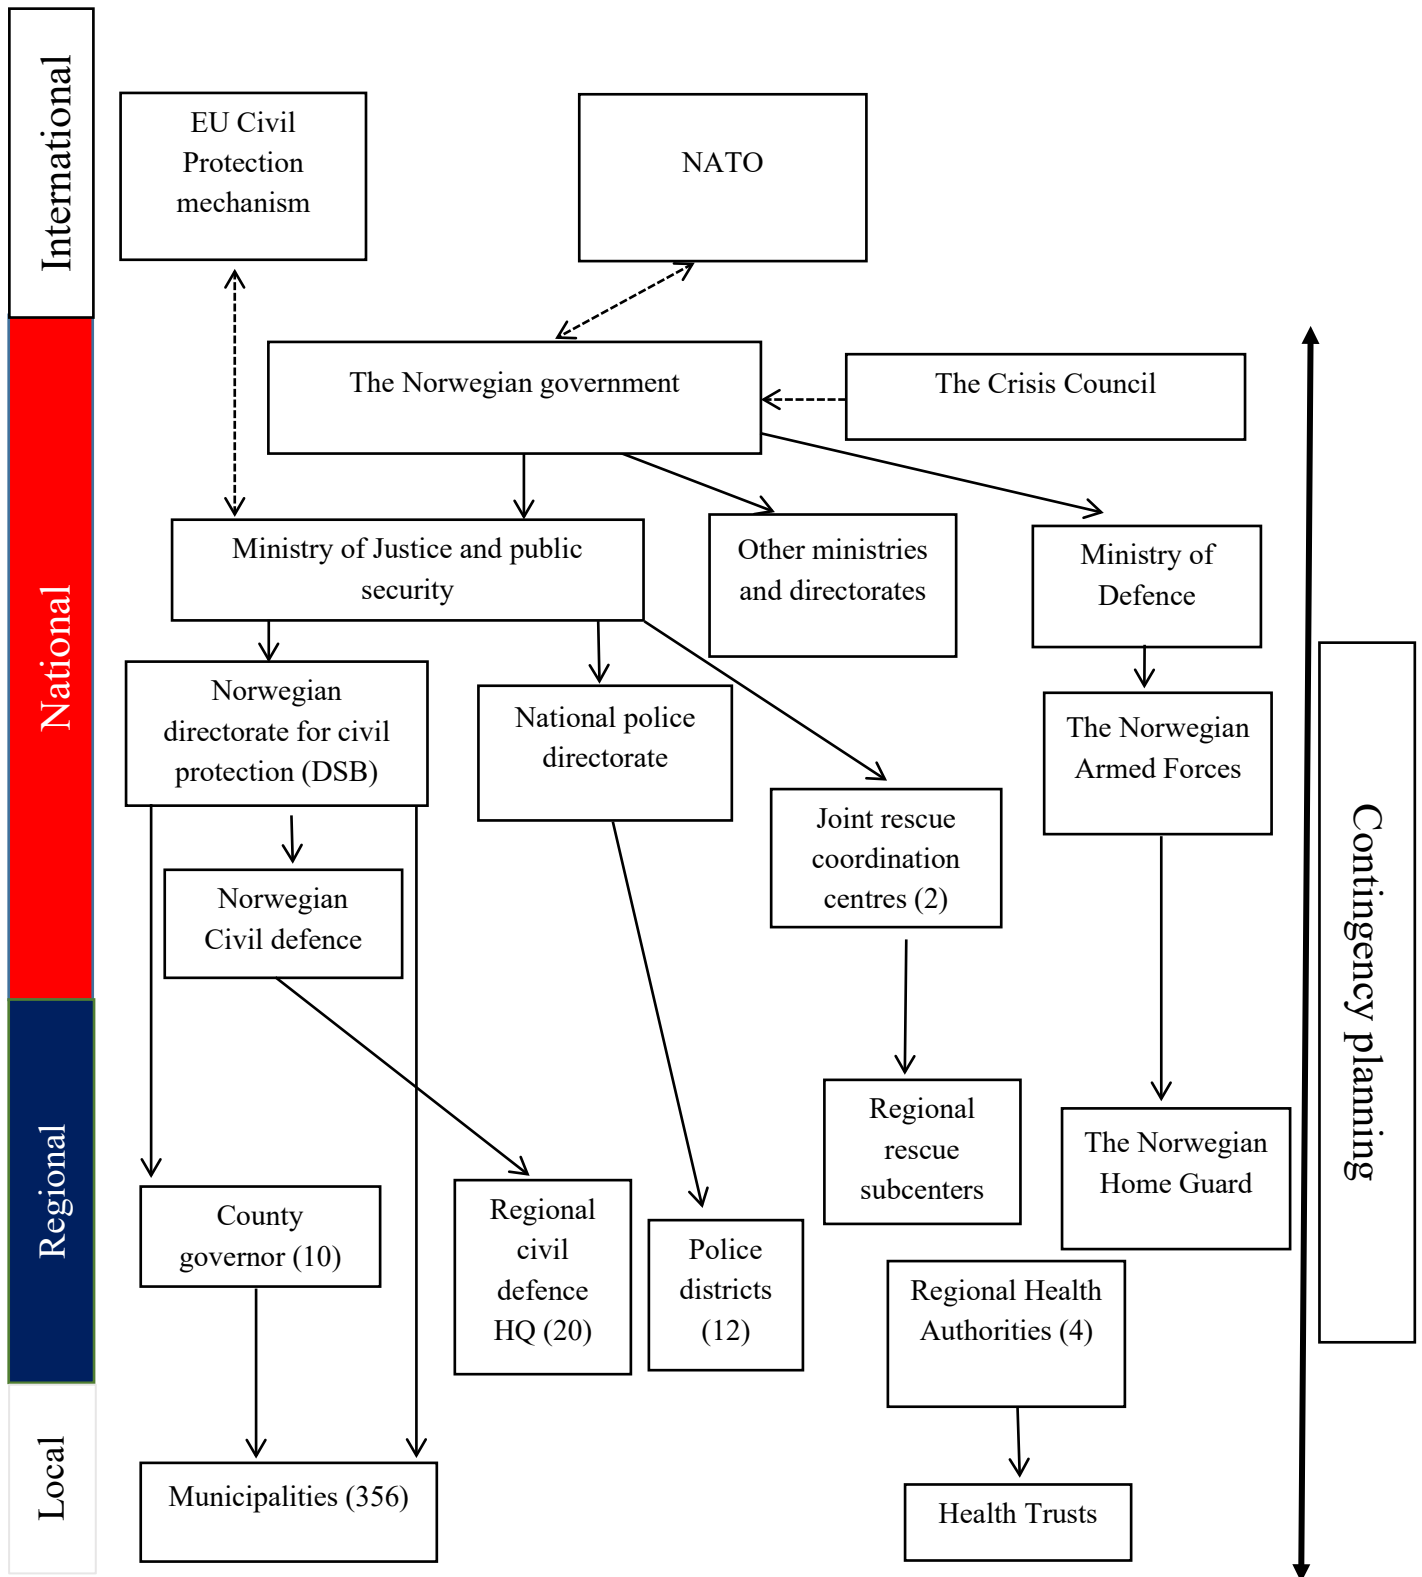 International
EU Civil
Protection
mechanism
NATO
National
The Norwegian government
The Crisis Council
Ministry of Justice and public
security
Other ministries
and directorates
Ministry of
Defence
Norwegian
directorate for civil
protection (DSB)
National police
directorate
The Norwegian
Armed Forces
Joint rescue
coordination
centres (2)
Norwegian
Civil defence
Contingency planning
Regional
County
governor (10)
Regional
civil
defence
HQ (20)
Police
districts
(12)
Regional
rescue
subcenters
The Norwegian
Home Guard
Regional Health
Authorities (4)
Local
Municipalities (356)
Health Trusts